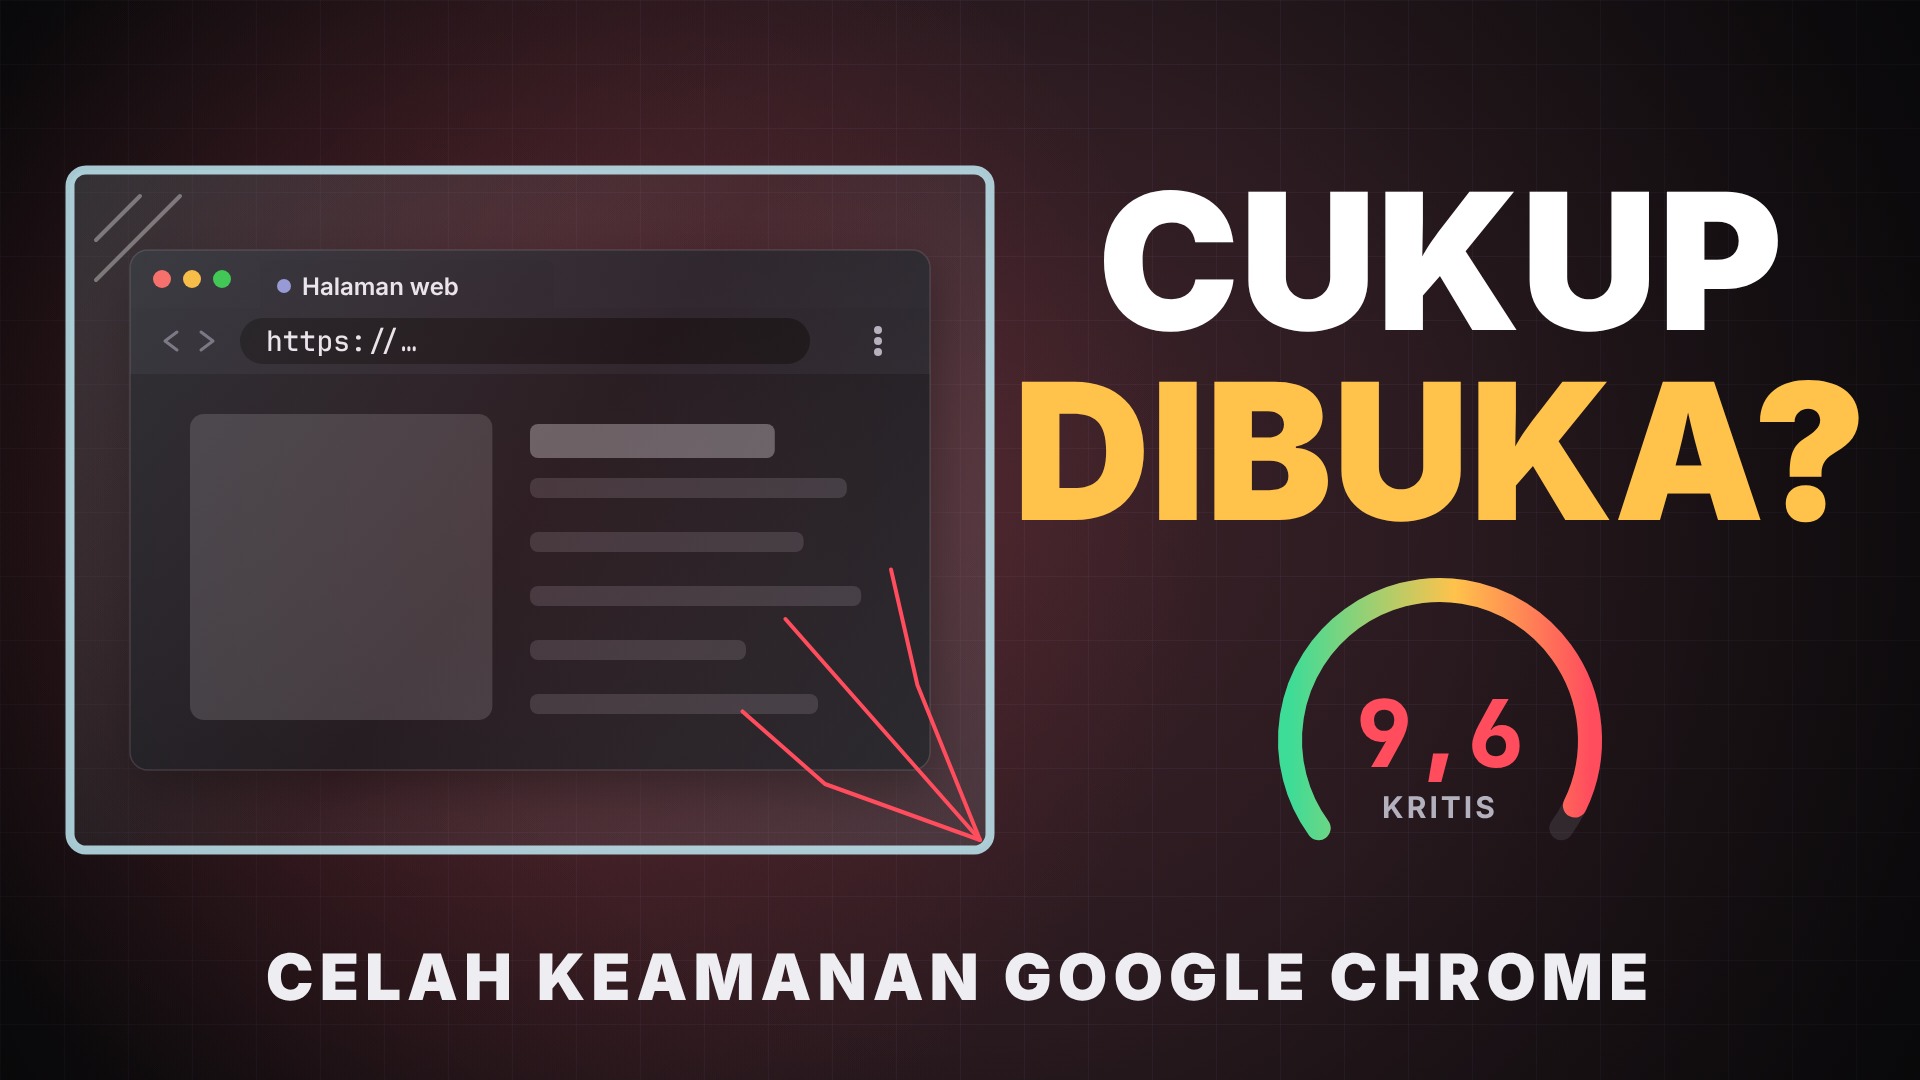 Halaman web
https://…
CUKUP
DIBUKA?
9,6
KRITIS
CELAH KEAMANAN GOOGLE CHROME